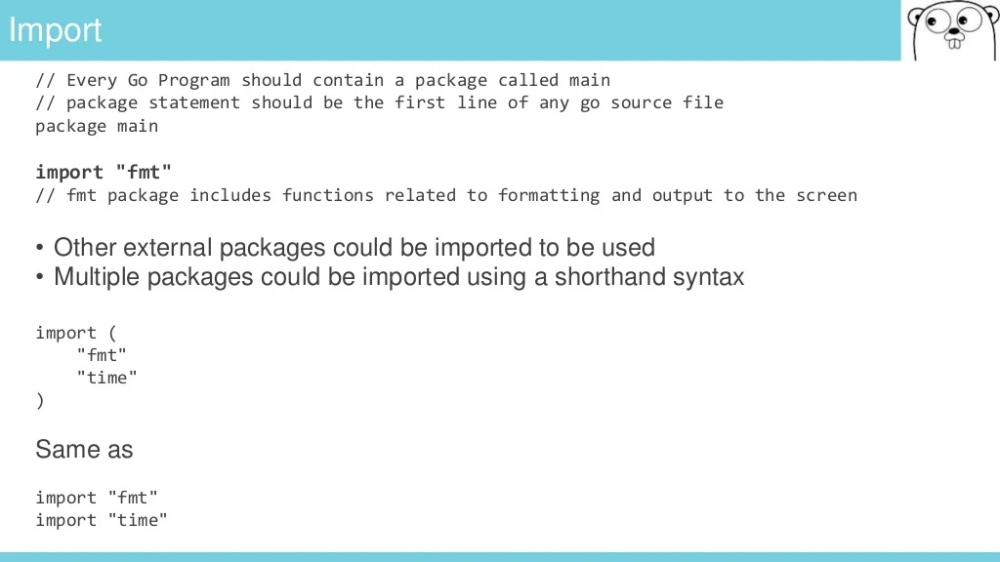 Import
// Every Go Program should contain a package called main
// package statement should be the first line of any go source file
package main
import "fmt"
// fmt package includes functions related to formatting and output to the screen
• Other external packages could be imported to be used
• Multiple packages could be imported using a shorthand syntax
import (
    "fmt"
    "time"
)
Same as
import "fmt"
import "time"